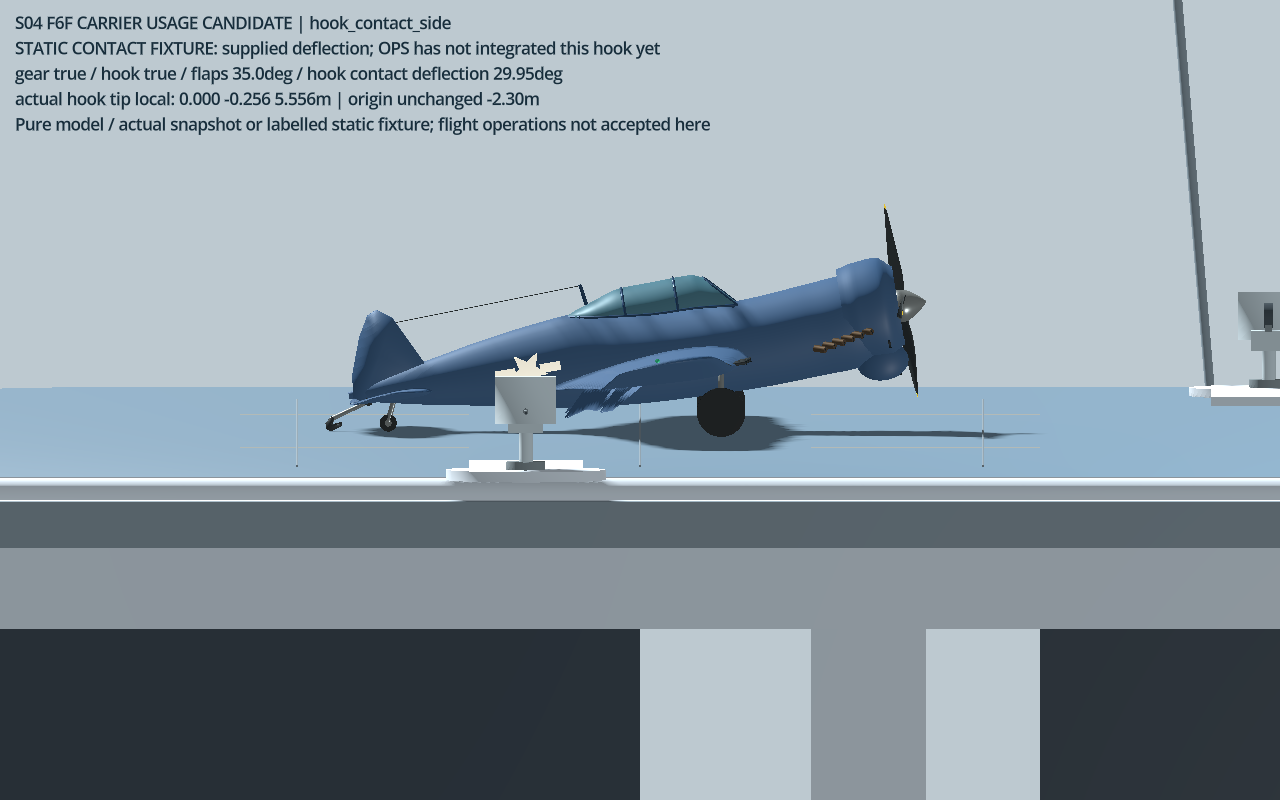 S04 F6F CARRIER USAGE CANDIDATE | hook_contact_side
STATIC CONTACT FIXTURE: supplied deflection; OPS has not integrated this hook yet
gear true / hook true / flaps 35.0deg / hook contact deflection 29.95deg
actual hook tip local: 0.000 -0.256 5.556m | origin unchanged -2.30m
Pure model / actual snapshot or labelled static fixture; flight operations not accepted here